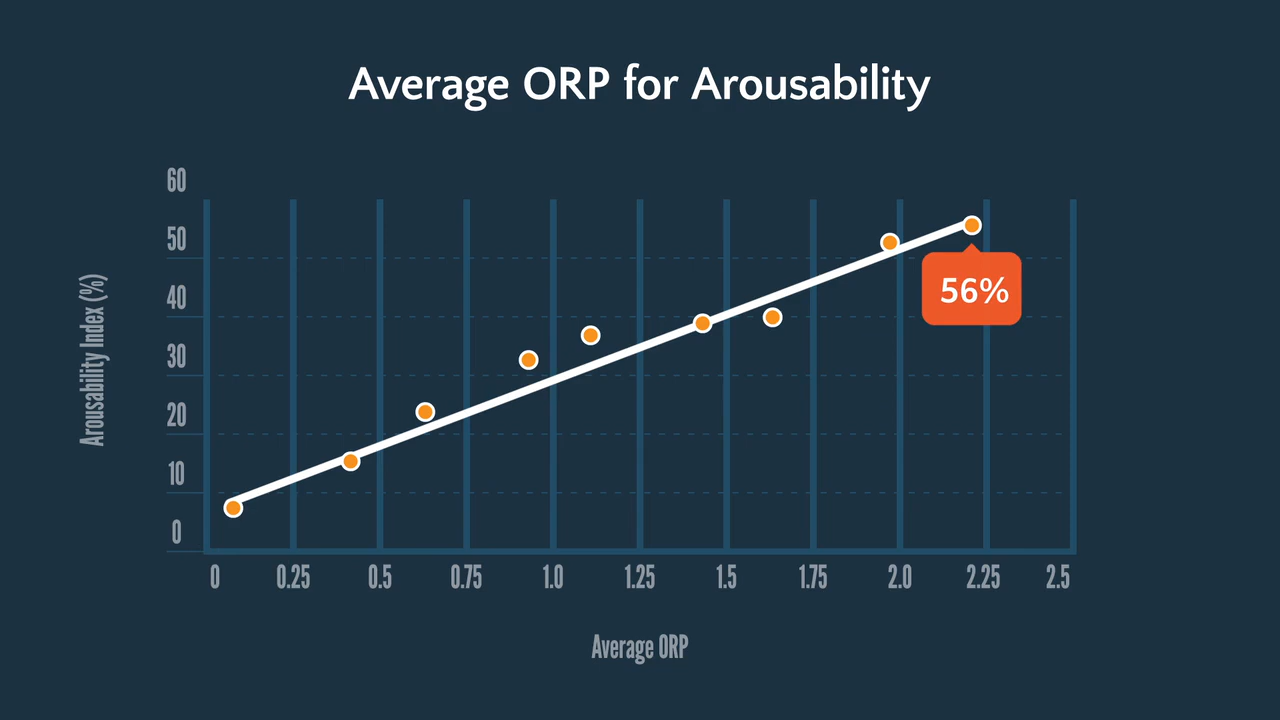 Average ORP for Arousability
60
50
40
30
20
10
0
Arousability Index (%)
56%
0 0.25 0.5 0.75 1.0 1.25 1.5 1.75 2.0 2.25 2.5
Average ORP